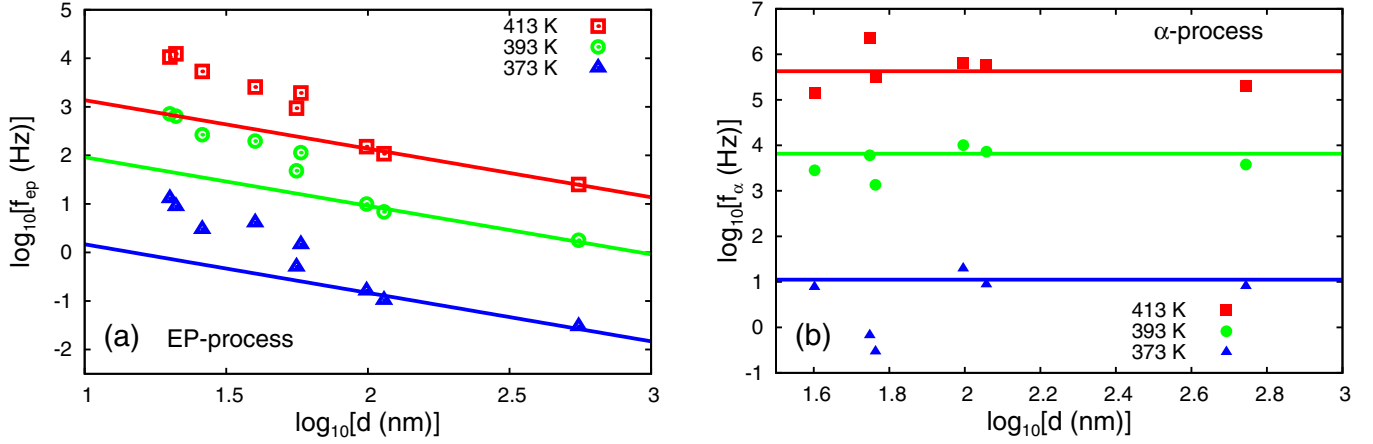 413 K
393 K
373 K
5
4
3
2
1
0
-1
-2
log10[fep (Hz)]
(a)
EP-process
1
1.5
2
2.5
3
log10[d (nm)]
α-process
7
6
5
4
3
2
1
0
-1
log10[fα (Hz)]
(b)
413 K
393 K
373 K
1.6
1.8
2
2.2
2.4
2.6
2.8
3
log10[d (nm)]